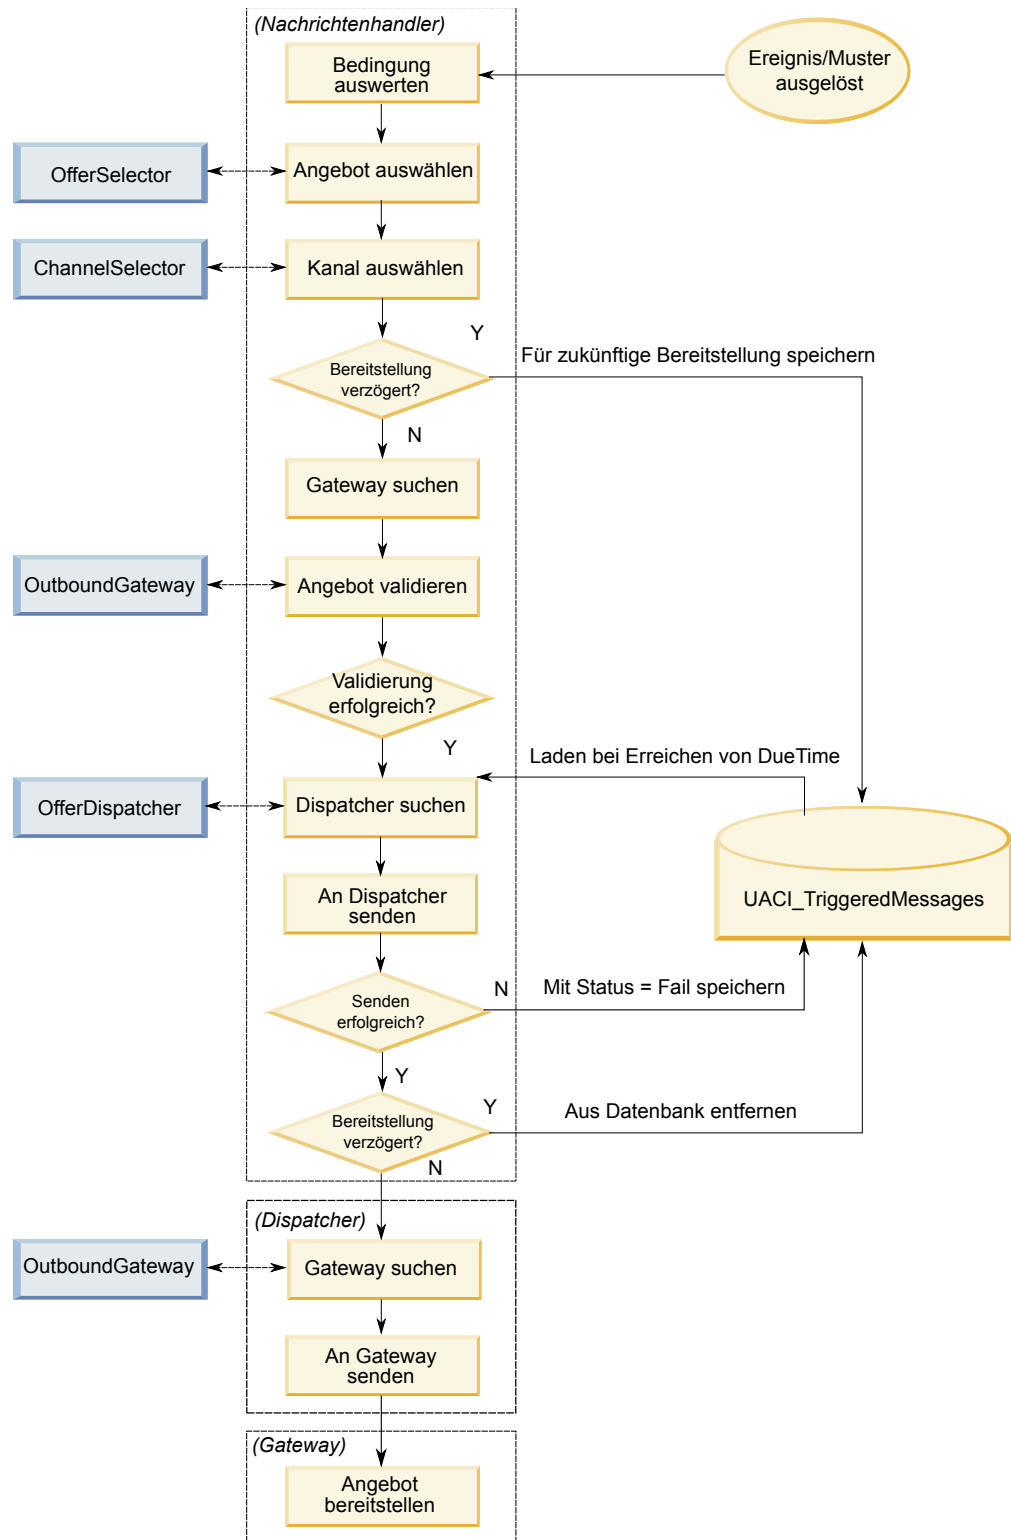 (Nachrichtenhandler)
Bedingung
auswerten
Ereignis/Muster
ausgelöst
OfferSelector
Angebot auswählen
ChannelSelector
Kanal auswählen
Y
Für zukünftige Bereitstellung speichern
Bereitstellung
verzögert?
N
Gateway suchen
OutboundGateway
Angebot validieren
Validierung
erfolgreich?
Y
Laden bei Erreichen von DueTime
OfferDispatcher
Dispatcher suchen
An Dispatcher
senden
UACI_TriggeredMessages
Senden
erfolgreich?
N
Mit Status = Fail speichern
Y
Bereitstellung
verzögert?
Y
Aus Datenbank entfernen
N
(Dispatcher)
OutboundGateway
Gateway suchen
An Gateway
senden
(Gateway)
Angebot
bereitstellen